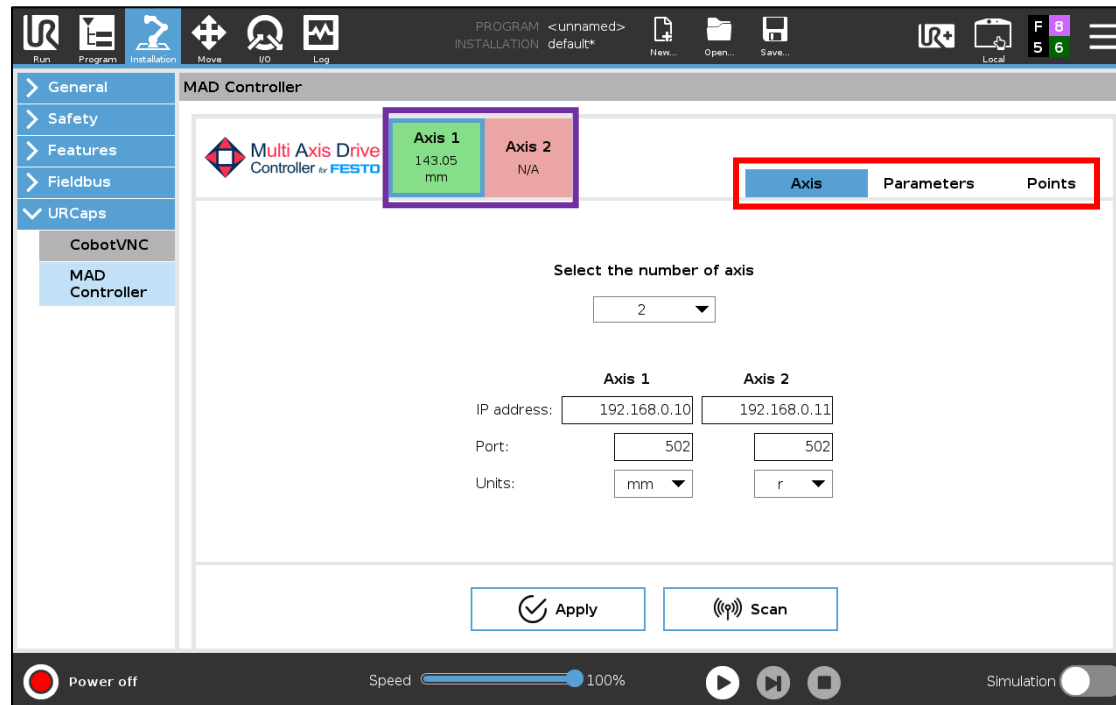 PROGRAM <unnamed>
INSTALLATION default*
UR
Run
Program
Installation
Move
I/O
Log
New...
Open...
Save...
UR+
Local
F 8
5 6
General
Safety
Features
Fieldbus
URCaps
CobotVNC
MAD
Controller
MAD Controller
Multi Axis Drive
Controller for FESTO
Axis 1
143.05
mm
Axis 2
N/A
Axis Parameters Points
Select the number of axis
2
Axis 1 Axis 2
IP address: 192.168.0.10 192.168.0.11
Port: 502 502
Units: mm r
Apply Scan
Power off
Speed 100%
Simulation